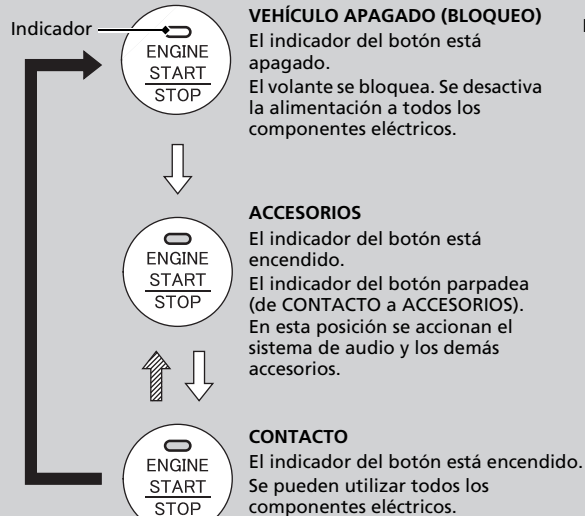 Indicador
ENGINE
START
STOP
VEHÍCULO APAGADO (BLOQUEO)
El indicador del botón está
apagado.
El volante se bloquea. Se desactiva
la alimentación a todos los
componentes eléctricos.
ENGINE
START
STOP
ACCESORIOS
El indicador del botón está
encendido.
El indicador del botón parpadea
(de CONTACTO a ACCESORIOS).
En esta posición se accionan el
sistema de audio y los demás
accesorios.
ENGINE
START
STOP
CONTACTO
El indicador del botón está encendido.
Se pueden utilizar todos los
componentes eléctricos.